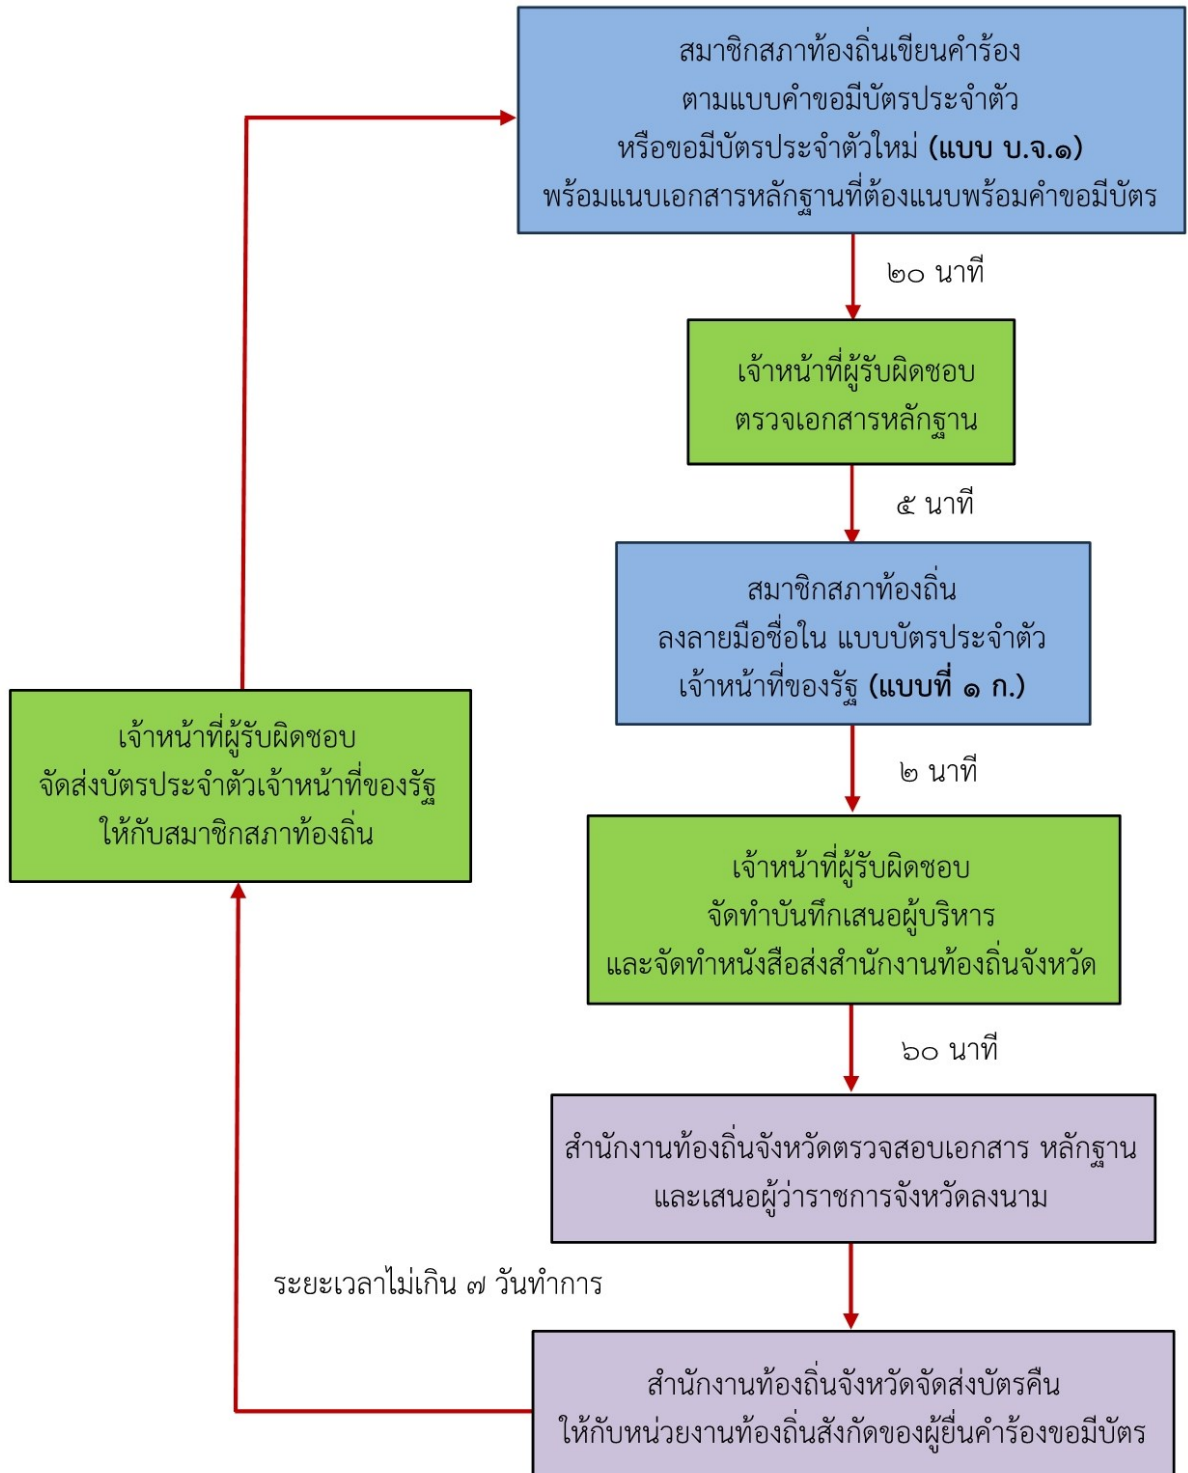 สมาชิกสภาท้องถิ่นเขียนคำร้อง
ตามแบบคำขอมีบัตรประจำตัว
หรือขอมีบัตรประจำตัวใหม่ (แบบ บ.จ.๑)
พร้อมแนบเอกสารหลักฐานที่ต้องแนบพร้อมคำขอมีบัตร
๒๐ นาที
เจ้าหน้าที่ผู้รับผิดชอบ
ตรวจเอกสารหลักฐาน
๕ นาที
สมาชิกสภาท้องถิ่น
ลงลายมือชื่อใน แบบบัตรประจำตัว
เจ้าหน้าที่ของรัฐ (แบบที่ ๑ ก.)
๒ นาที
เจ้าหน้าที่ผู้รับผิดชอบ
จัดทำบันทึกเสนอผู้บริหาร
และจัดทำหนังสือส่งสำนักงานท้องถิ่นจังหวัด
๖๐ นาที
สำนักงานท้องถิ่นจังหวัดตรวจสอบเอกสาร หลักฐาน
และเสนอผู้ว่าราชการจังหวัดลงนาม
สำนักงานท้องถิ่นจังหวัดจัดส่งบัตรคืน
ให้กับหน่วยงานท้องถิ่นสังกัดของผู้ยื่นคำร้องขอมีบัตร
ระยะเวลาไม่เกิน ๗ วันทำการ
เจ้าหน้าที่ผู้รับผิดชอบ
จัดส่งบัตรประจำตัวเจ้าหน้าที่ของรัฐ
ให้กับสมาชิกสภาท้องถิ่น